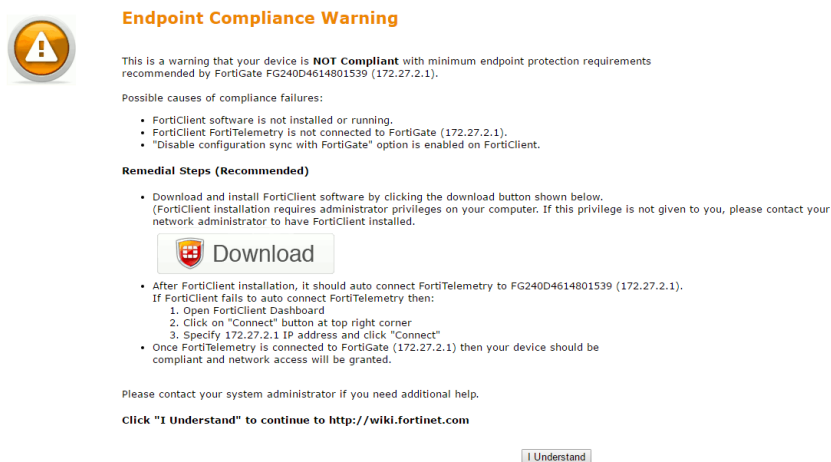 Endpoint Compliance Warning
This is a warning that your device is NOT Compliant with minimum endpoint protection requirements
recommended by FortiGate FG240D4614801539 (172.27.2.1).
Possible causes of compliance failures:
• FortiClient software is not installed or running.
• FortiClient FortiTelemetry is not connected to FortiGate (172.27.2.1).
• "Disable configuration sync with FortiGate" option is enabled on FortiClient.
Remedial Steps (Recommended)
• Download and install FortiClient software by clicking the download button shown below.
(FortiClient installation requires administrator privileges on your computer. If this privilege is not given to you, please contact your
network administrator to have FortiClient installed.
Download
• After FortiClient installation, it should auto connect FortiTelemetry to FG240D4614801539 (172.27.2.1).
If FortiClient fails to auto connect FortiTelemetry then:
1. Open FortiClient Dashboard
2. Click on "Connect" button at top right corner
3. Specify 172.27.2.1 IP address and click "Connect"
• Once FortiTelemetry is connected to FortiGate (172.27.2.1) then your device should be
compliant and network access will be granted.
Please contact your system administrator if you need additional help.
Click "I Understand" to continue to http://wiki.fortinet.com
I Understand